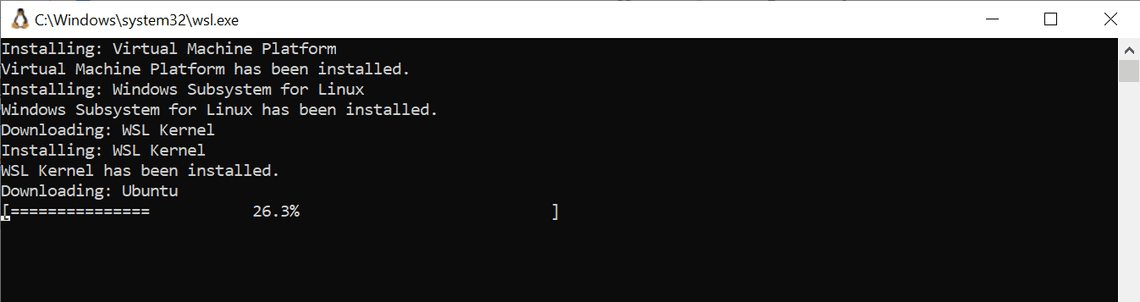 C:\Windows\system32\wsl.exe
Installing: Virtual Machine Platform
Virtual Machine Platform has been installed.
Installing: Windows Subsystem for Linux
Windows Subsystem for Linux has been installed.
Downloading: WSL Kernel
Installing: WSL Kernel
WSL Kernel has been installed.
Downloading: Ubuntu
[===============           26.3%                           ]